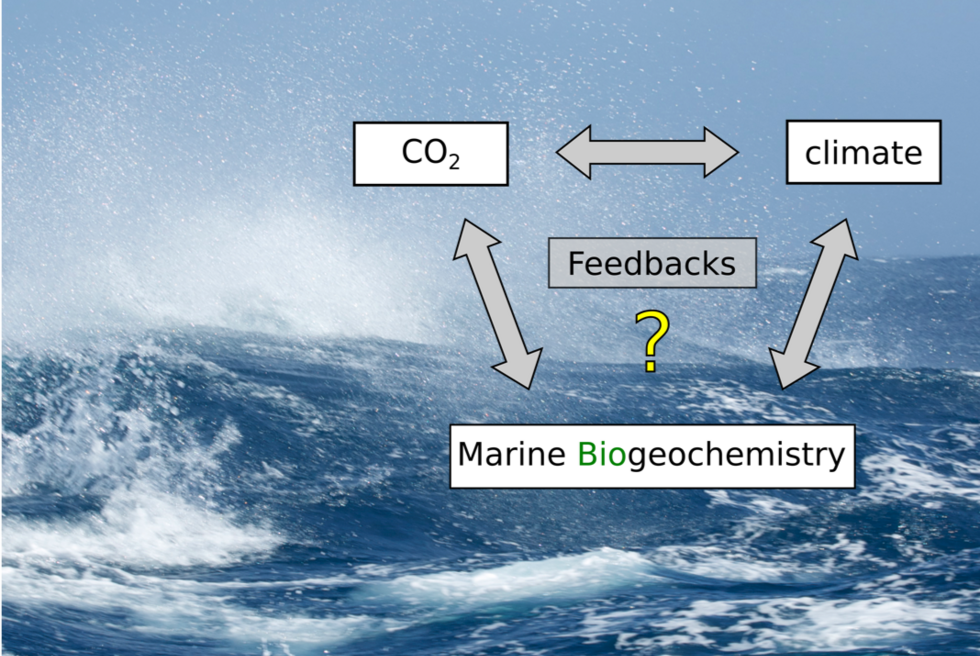 CO₂
climate
Feedbacks
?
Marine Biogeochemistry